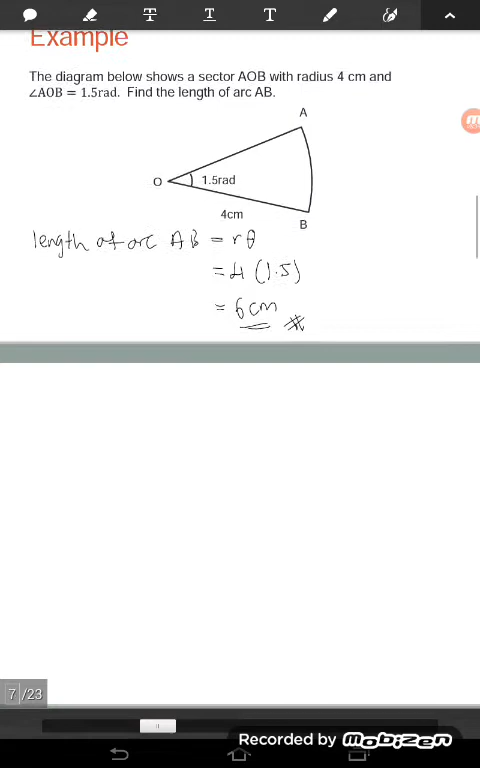 Example
The diagram below shows a sector AOB with radius 4 cm and
∠AOB = 1.5rad. Find the length of arc AB.
A
O
1.5rad
4cm
B
length of arc AB = rθ
= 4 (1.5)
= 6cm #
7 /23
Recorded by mobizen